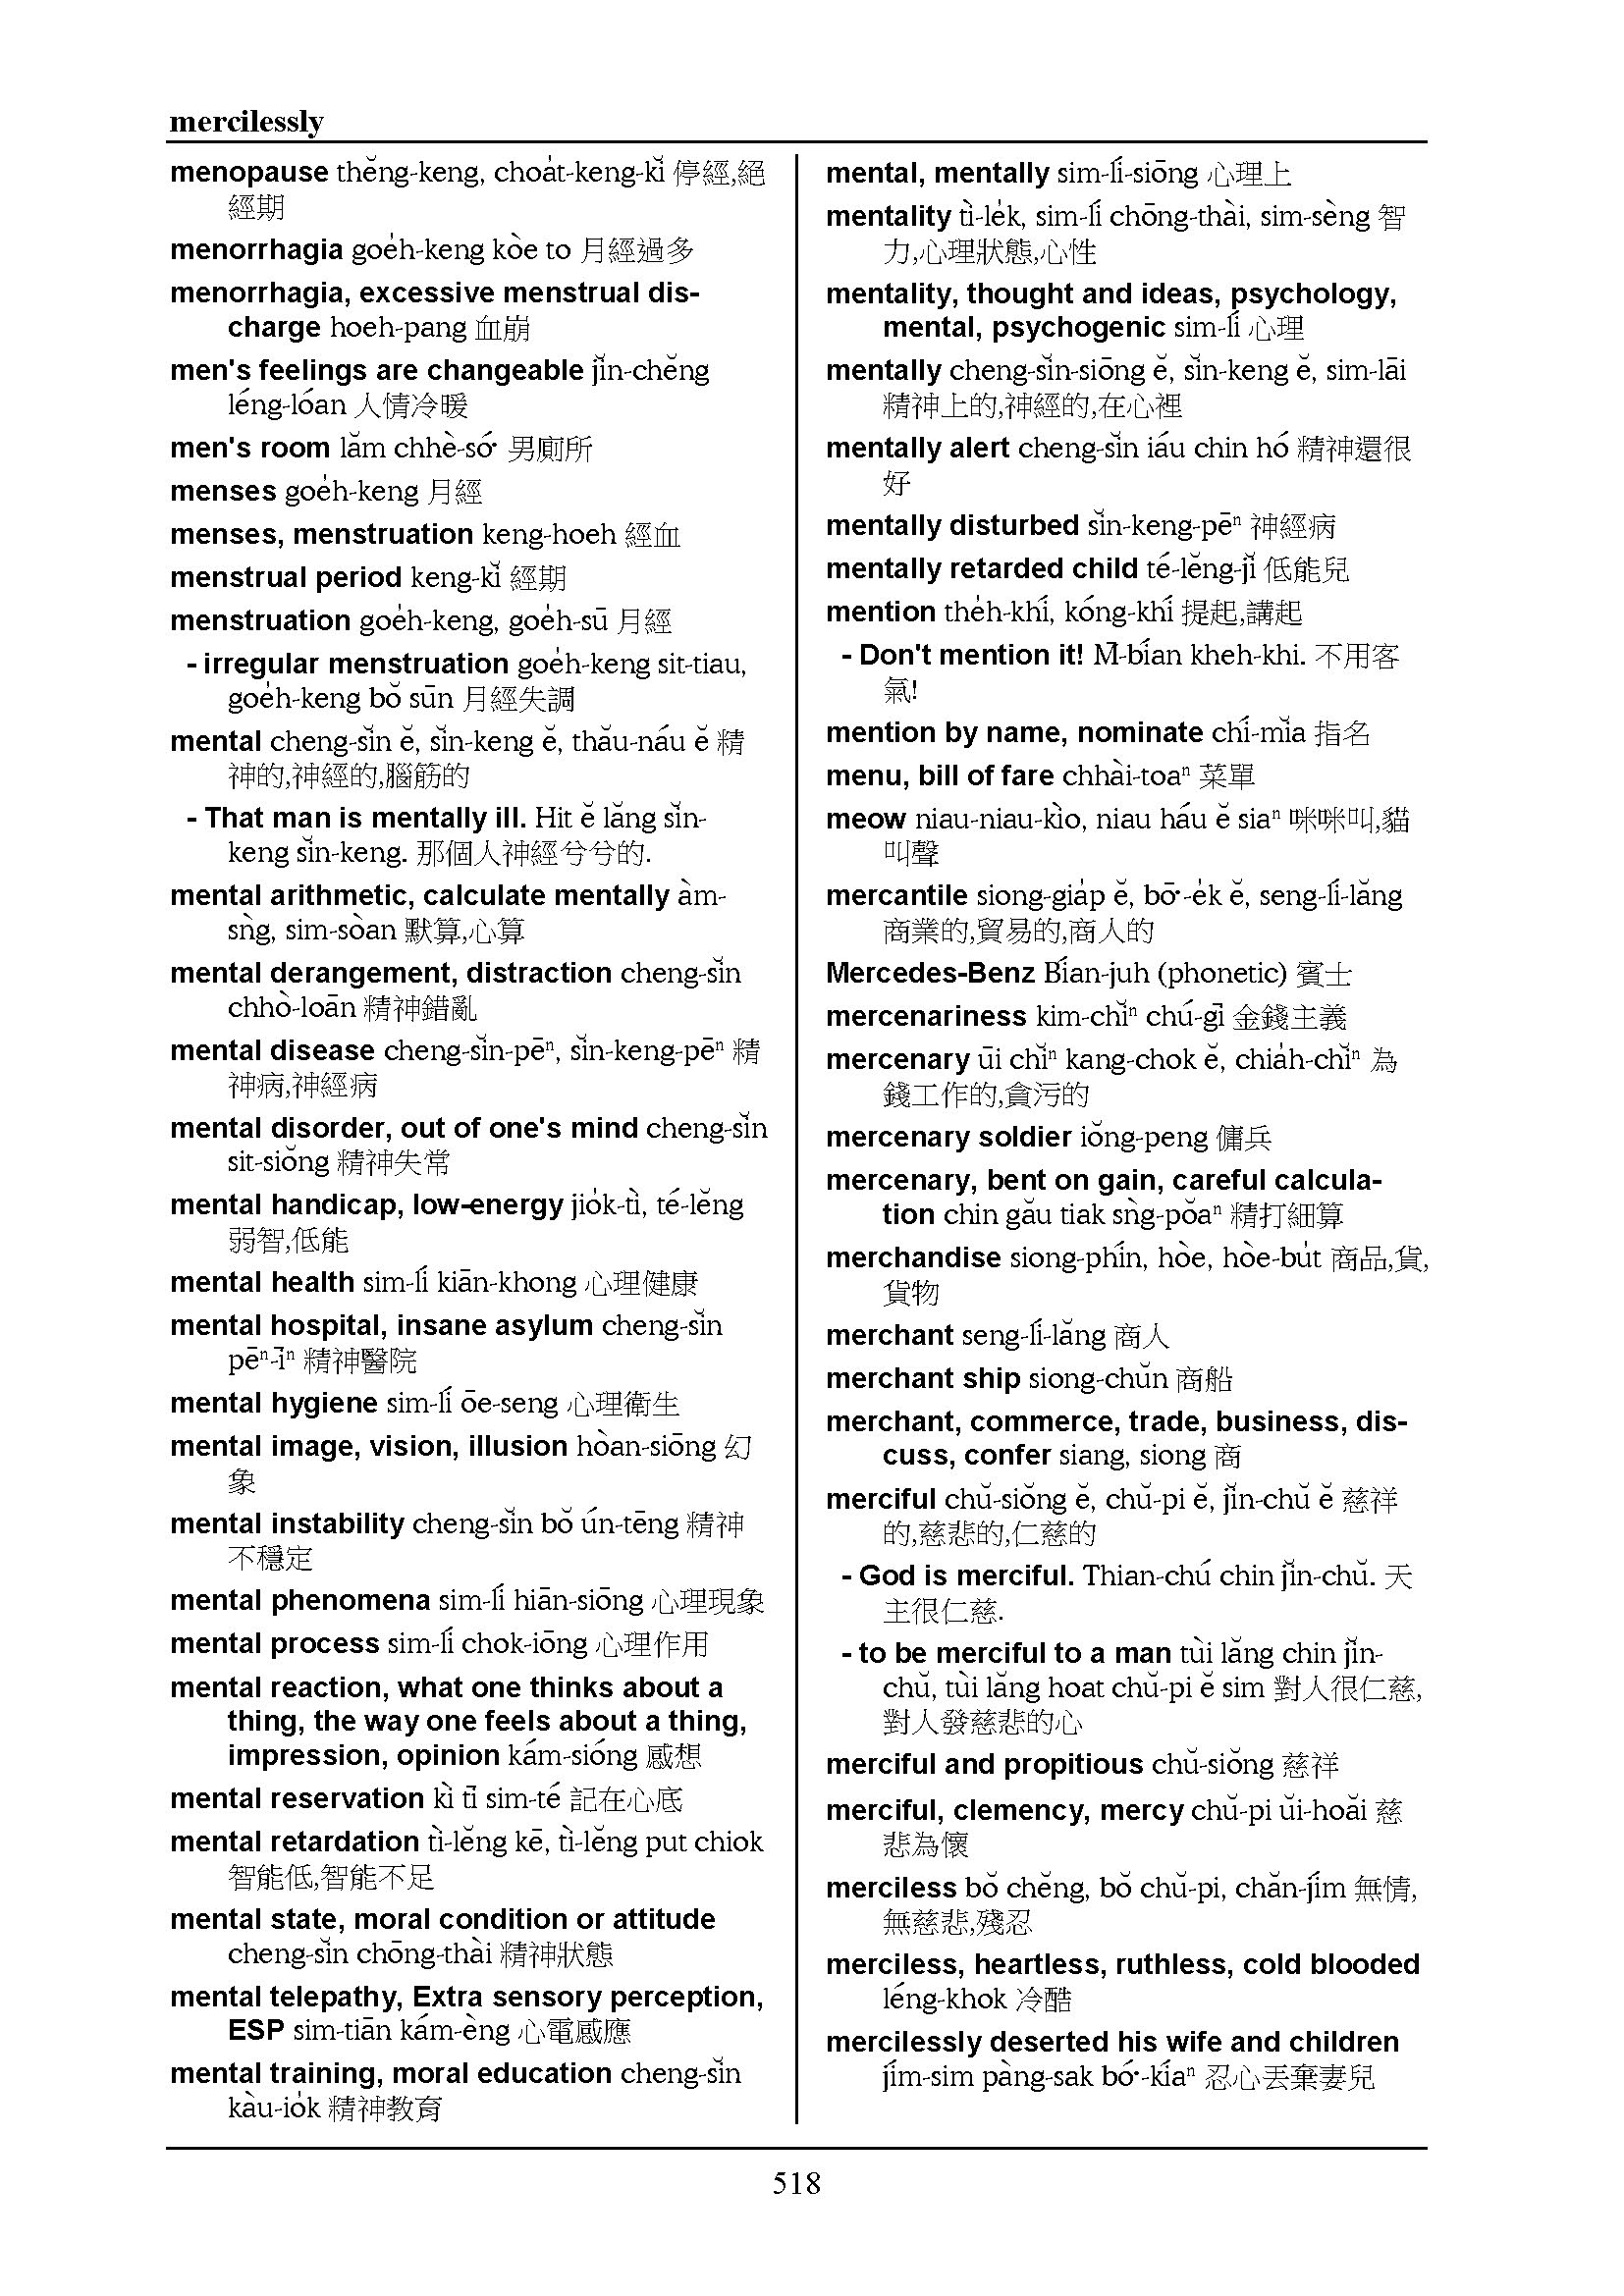 mercilessly
menopause thĕng-keng, choa̍t-keng-kĭ 停經,絕
經期
menorrhagia goe̍h-keng kòe to 月經過多
menorrhagia, excessive menstrual dis-
charge hoeh-pang 血崩
men's feelings are changeable jĭn-chĕng
léng-lóan 人情冷暖
men's room lăm chhè-só͘ 男廁所
menses goe̍h-keng 月經
menses, menstruation keng-hoeh 經血
menstrual period keng-kĭ 經期
menstruation goe̍h-keng, goe̍h-sū 月經
- irregular menstruation goe̍h-keng sit-tiau,
goe̍h-keng bŏ sūn 月經失調
mental cheng-sĭn ĕ, sĭn-keng ĕ, thău-náu ĕ 精
神的,神經的,腦筋的
- That man is mentally ill. Hit ĕ lăng sĭn-
keng sĭn-keng. 那個人神經兮兮的.
mental arithmetic, calculate mentally àm-
sǹg, sim-sòan 默算,心算
mental derangement, distraction cheng-sĭn
chhò-loān 精神錯亂
mental disease cheng-sĭn-pēⁿ, sĭn-keng-pēⁿ 精
神病,神經病
mental disorder, out of one's mind cheng-sĭn
sit-siŏng 精神失常
mental handicap, low-energy jio̍k-tì, té-lĕng
弱智,低能
mental health sim-lí kiān-khong 心理健康
mental hospital, insane asylum cheng-sĭn
pēⁿ-īⁿ 精神醫院
mental hygiene sim-lí ōe-seng 心理衛生
mental image, vision, illusion hòan-siōng 幻
象
mental instability cheng-sĭn bŏ ún-tēng 精神
不穩定
mental phenomena sim-lí hiān-siōng 心理現象
mental process sim-lí chok-iōng 心理作用
mental reaction, what one thinks about a
thing, the way one feels about a thing,
impression, opinion kám-sióng 感想
mental reservation kì tī sim-té 記在心底
mental retardation tì-lĕng kē, tì-lĕng put chiok
智能低,智能不足
mental state, moral condition or attitude
cheng-sĭn chōng-thài 精神狀態
mental telepathy, Extra sensory perception,
ESP sim-tiān kám-èng 心電感應
mental training, moral education cheng-sĭn
kàu-io̍k 精神教育
mental, mentally sim-lí-siōng 心理上
mentality tì-le̍k, sim-lí chōng-thài, sim-sèng 智
力,心理狀態,心性
mentality, thought and ideas, psychology,
mental, psychogenic sim-lí 心理
mentally cheng-sĭn-siōng ĕ, sĭn-keng ĕ, sim-lāi
精神上的,神經的,在心裡
mentally alert cheng-sĭn iáu chin hó 精神還很
好
mentally disturbed sĭn-keng-pēⁿ 神經病
mentally retarded child té-lĕng-jĭ 低能兒
mention the̍h-khí, kóng-khí 提起,講起
- Don't mention it! M̄-bían kheh-khi. 不用客
氣!
mention by name, nominate chí-mĭa 指名
menu, bill of fare chhài-toaⁿ 菜單
meow niau-niau-kìo, niau háu ĕ siaⁿ 咪咪叫,貓
叫聲
mercantile siong-gia̍p ĕ, bō͘-e̍k ĕ, seng-lí-lăng
商業的,貿易的,商人的
Mercedes-Benz Bían-juh (phonetic) 賓士
mercenariness kim-chĭⁿ chú-gī 金錢主義
mercenary ūi chĭⁿ kang-chok ĕ, chia̍h-chĭⁿ 為
錢工作的,貪污的
mercenary soldier iŏng-peng 傭兵
mercenary, bent on gain, careful calcula-
tion chin gău tiak sǹg-pŏaⁿ 精打細算
merchandise siong-phín, hòe, hòe-bu̍t 商品,貨,
貨物
merchant seng-lí-lăng 商人
merchant ship siong-chŭn 商船
merchant, commerce, trade, business, dis-
cuss, confer siang, siong 商
merciful chŭ-siŏng ĕ, chŭ-pi ĕ, jĭn-chŭ ĕ 慈祥
的,慈悲的,仁慈的
- God is merciful. Thian-chú chin jĭn-chŭ. 天
主很仁慈.
- to be merciful to a man tùi lăng chin jĭn-
chŭ, tùi lăng hoat chŭ-pi ĕ sim 對人很仁慈,
對人發慈悲的心
merciful and propitious chŭ-siŏng 慈祥
merciful, clemency, mercy chŭ-pi ŭi-hoăi 慈
悲為懷
merciless bŏ chĕng, bŏ chŭ-pi, chăn-jím 無情,
無慈悲,殘忍
merciless, heartless, ruthless, cold blooded
léng-khok 冷酷
mercilessly deserted his wife and children
jím-sim pàng-sak bó͘-kíaⁿ 忍心丟棄妻兒
518